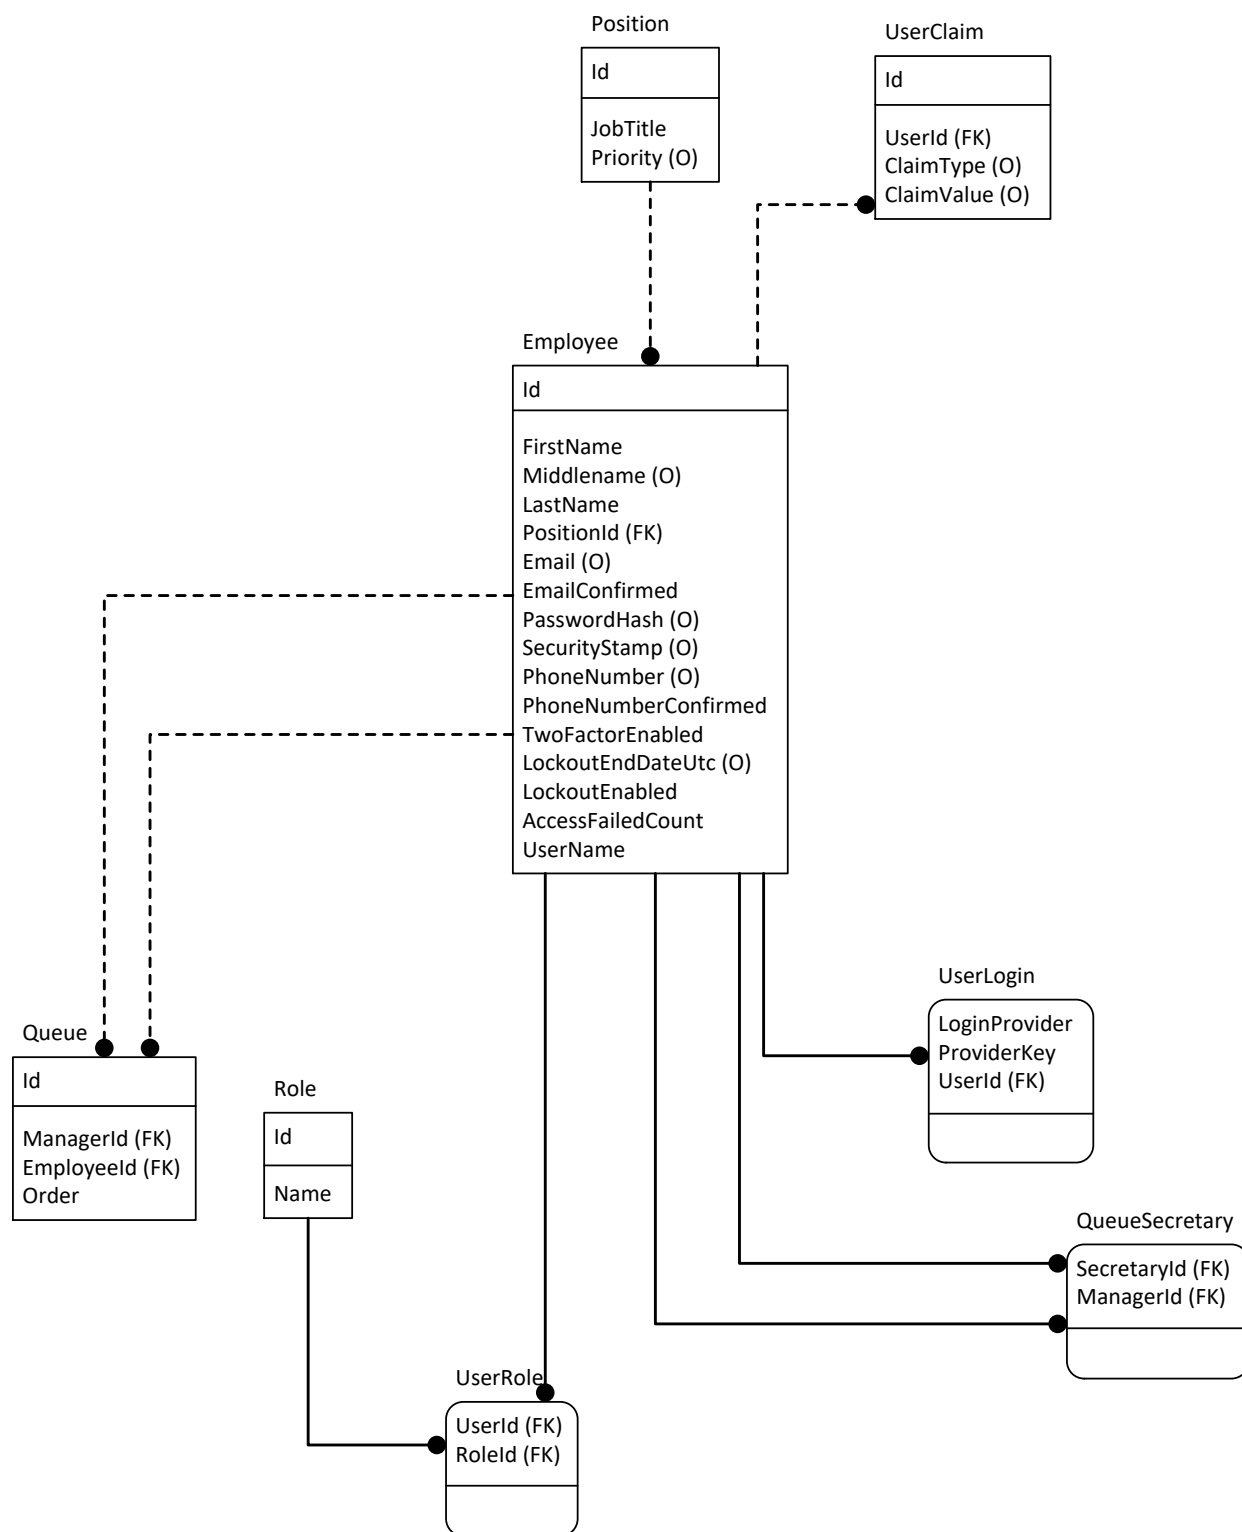 Position
Id
JobTitle
Priority (O)
UserClaim
Id
UserId (FK)
ClaimType (O)
ClaimValue (O)
Employee
Id
FirstName
Middlename (O)
LastName
PositionId (FK)
Email (O)
EmailConfirmed
PasswordHash (O)
SecurityStamp (O)
PhoneNumber (O)
PhoneNumberConfirmed
TwoFactorEnabled
LockoutEndDateUtc (O)
LockoutEnabled
AccessFailedCount
UserName
Queue
Id
ManagerId (FK)
EmployeeId (FK)
Order
Role
Id
Name
UserLogin
LoginProvider
ProviderKey
UserId (FK)
QueueSecretary
SecretaryId (FK)
ManagerId (FK)
UserRole
UserId (FK)
RoleId (FK)